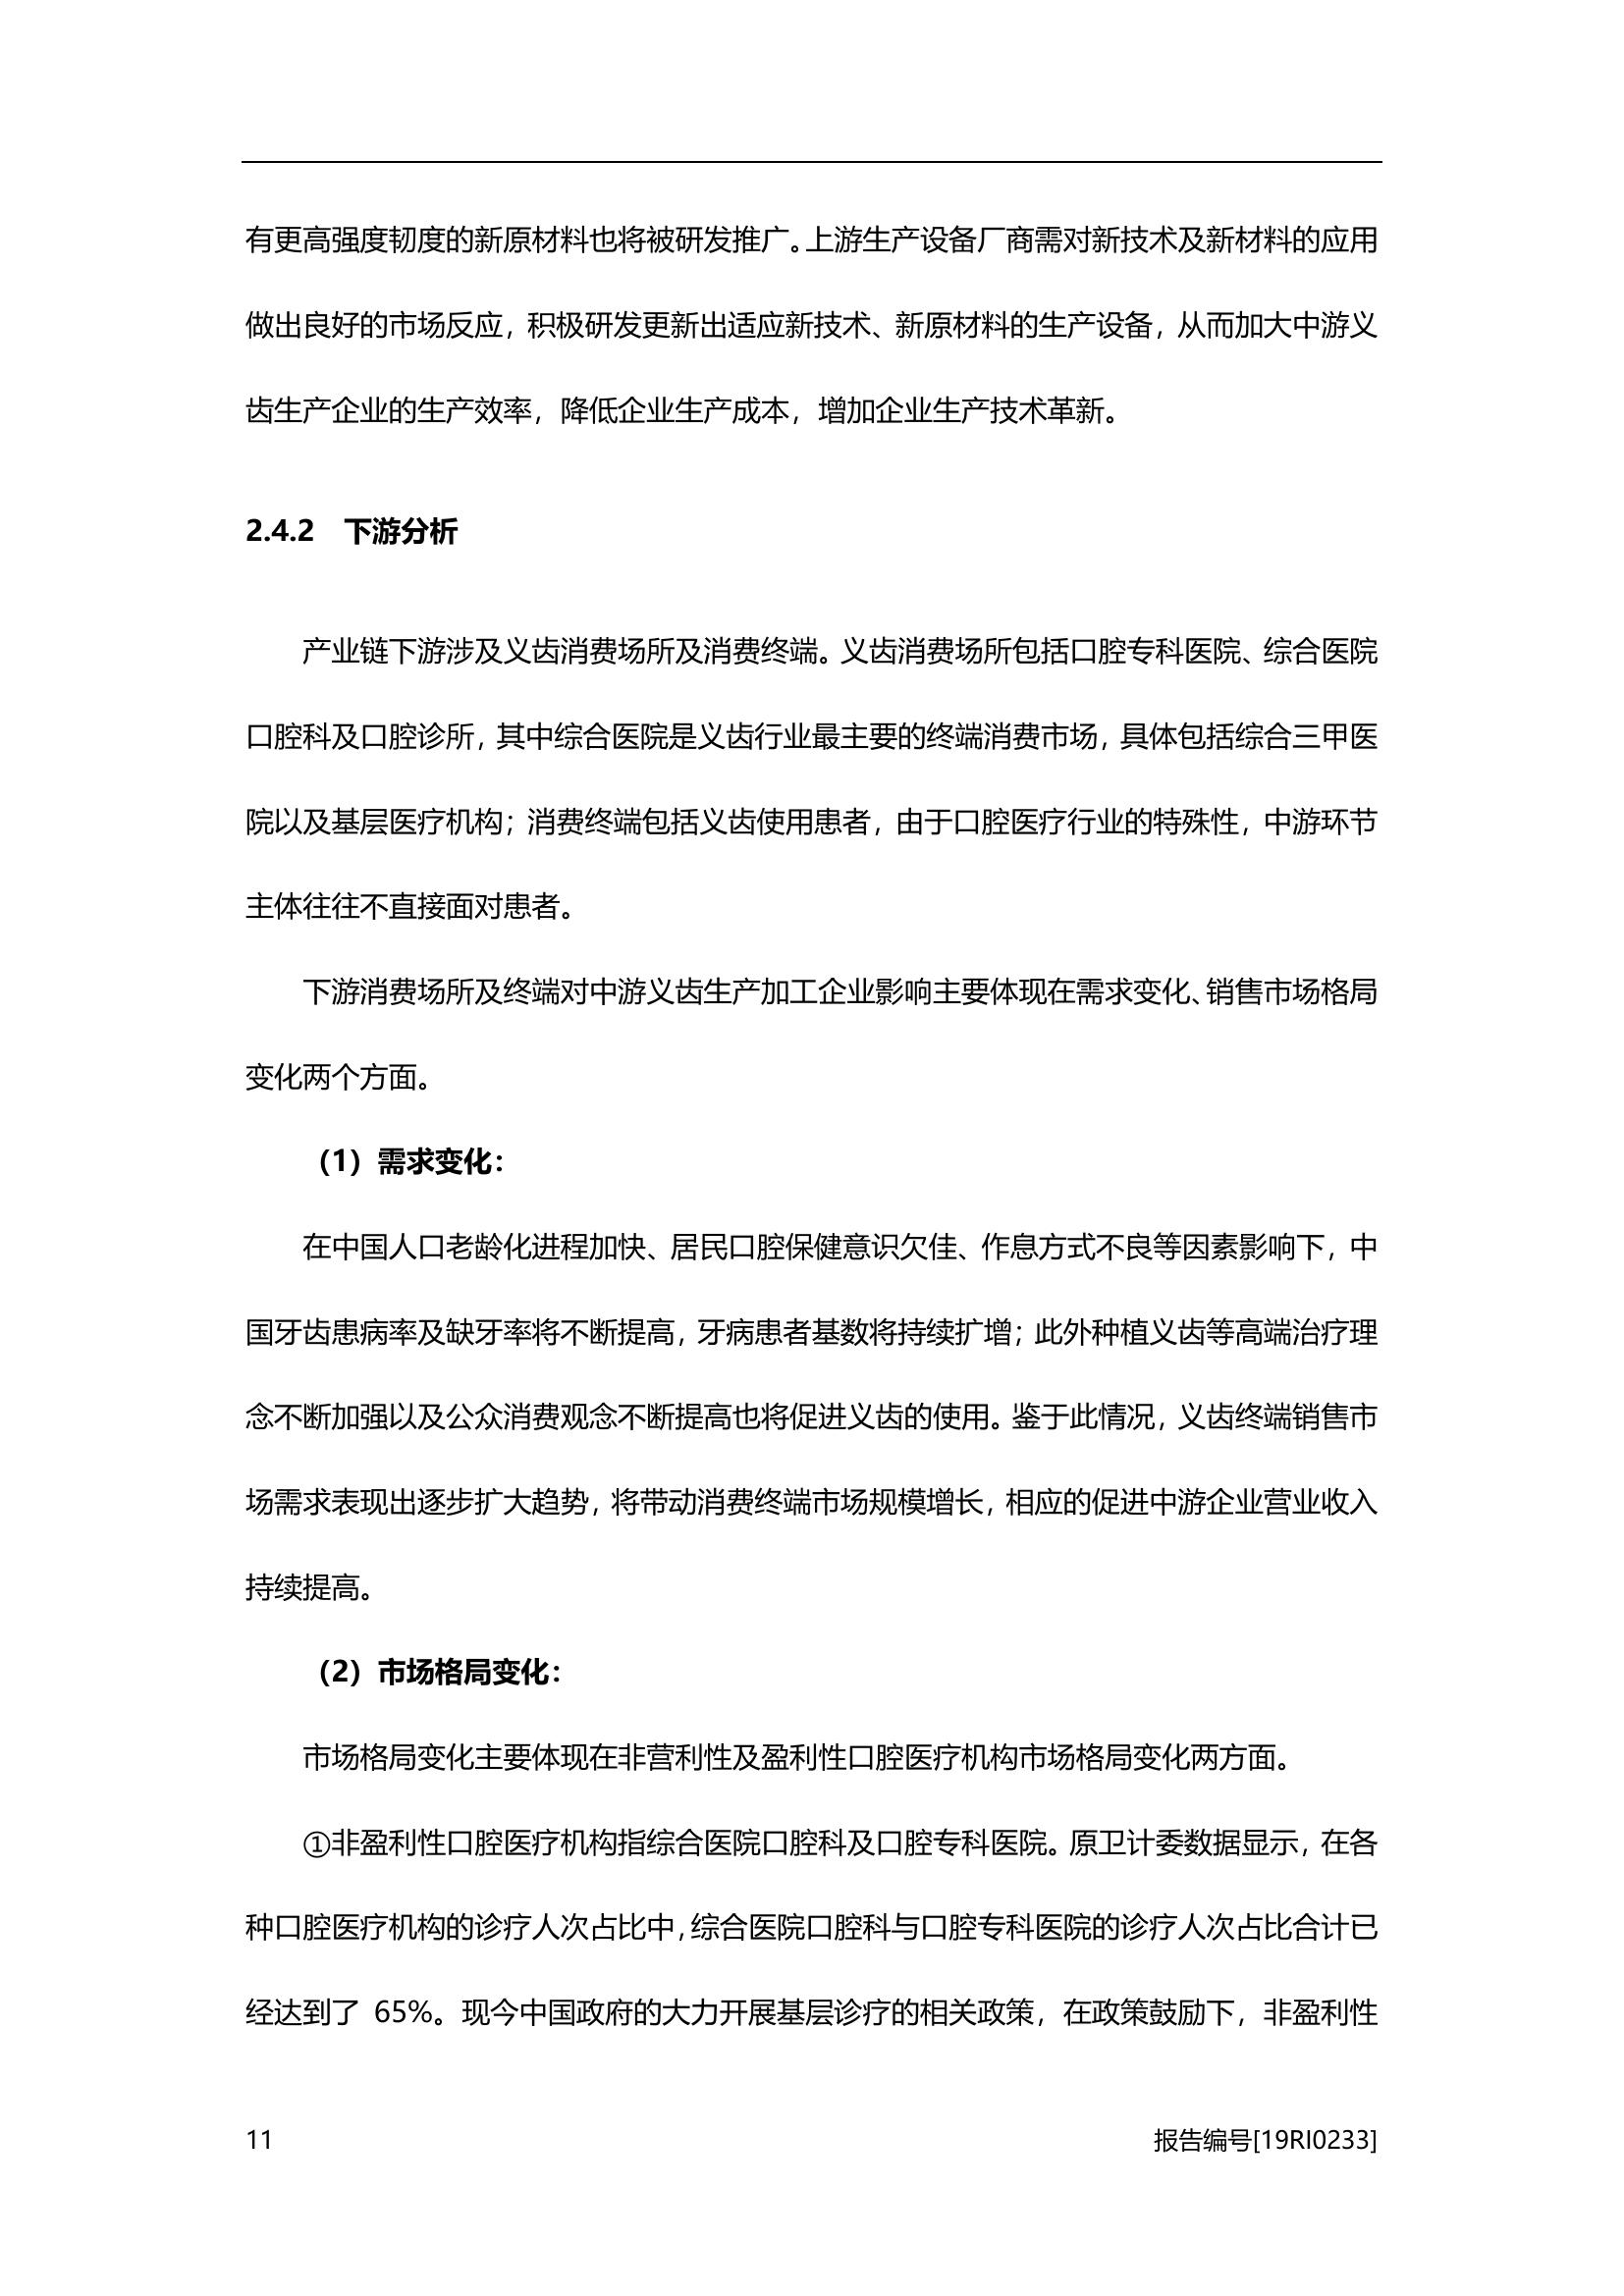 有更高强度韧度的新原材料也将被研发推广。上游生产设备厂商需对新技术及新材料的应用
做出良好的市场反应，积极研发更新出适应新技术、新原材料的生产设备，从而加大中游义
齿生产企业的生产效率，降低企业生产成本，增加企业生产技术革新。
2.4.2 下游分析
产业链下游涉及义齿消费场所及消费终端。义齿消费场所包括口腔专科医院、综合医院
口腔科及口腔诊所，其中综合医院是义齿行业最主要的终端消费市场，具体包括综合三甲医
院以及基层医疗机构；消费终端包括义齿使用患者，由于口腔医疗行业的特殊性，中游环节
主体往往不直接面对患者。
下游消费场所及终端对中游义齿生产加工企业影响主要体现在需求变化、销售市场格局
变化两个方面。
（1）需求变化：
在中国人口老龄化进程加快、居民口腔保健意识欠佳、作息方式不良等因素影响下，中
国牙齿患病率及缺牙率将不断提高，牙病患者基数将持续扩增；此外种植义齿等高端治疗理
念不断加强以及公众消费观念不断提高也将促进义齿的使用。鉴于此情况，义齿终端销售市
场需求表现出逐步扩大趋势，将带动消费终端市场规模增长，相应的促进中游企业营业收入
持续提高。
（2）市场格局变化：
市场格局变化主要体现在非营利性及盈利性口腔医疗机构市场格局变化两方面。
①非盈利性口腔医疗机构指综合医院口腔科及口腔专科医院。原卫计委数据显示，在各
种口腔医疗机构的诊疗人次占比中，综合医院口腔科与口腔专科医院的诊疗人次占比合计已
经达到了 65%。现今中国政府的大力开展基层诊疗的相关政策，在政策鼓励下，非盈利性
11
报告编号[19RI0233]